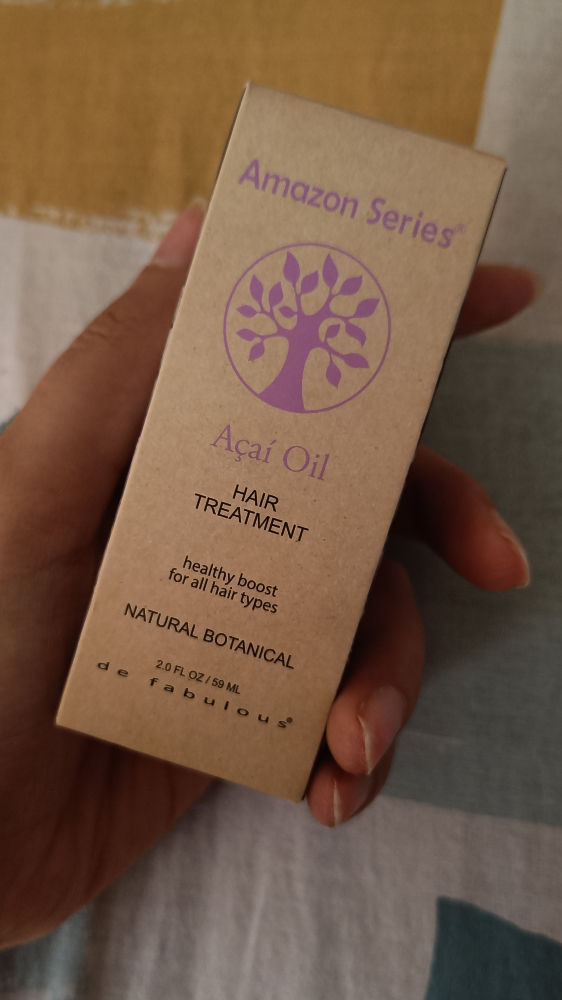 Amazon Series®
Açaí Oil
HAIR
TREATMENT
healthy boost
for all hair types
NATURAL BOTANICAL
2.0 FL OZ / 59 ML
de fabulous®